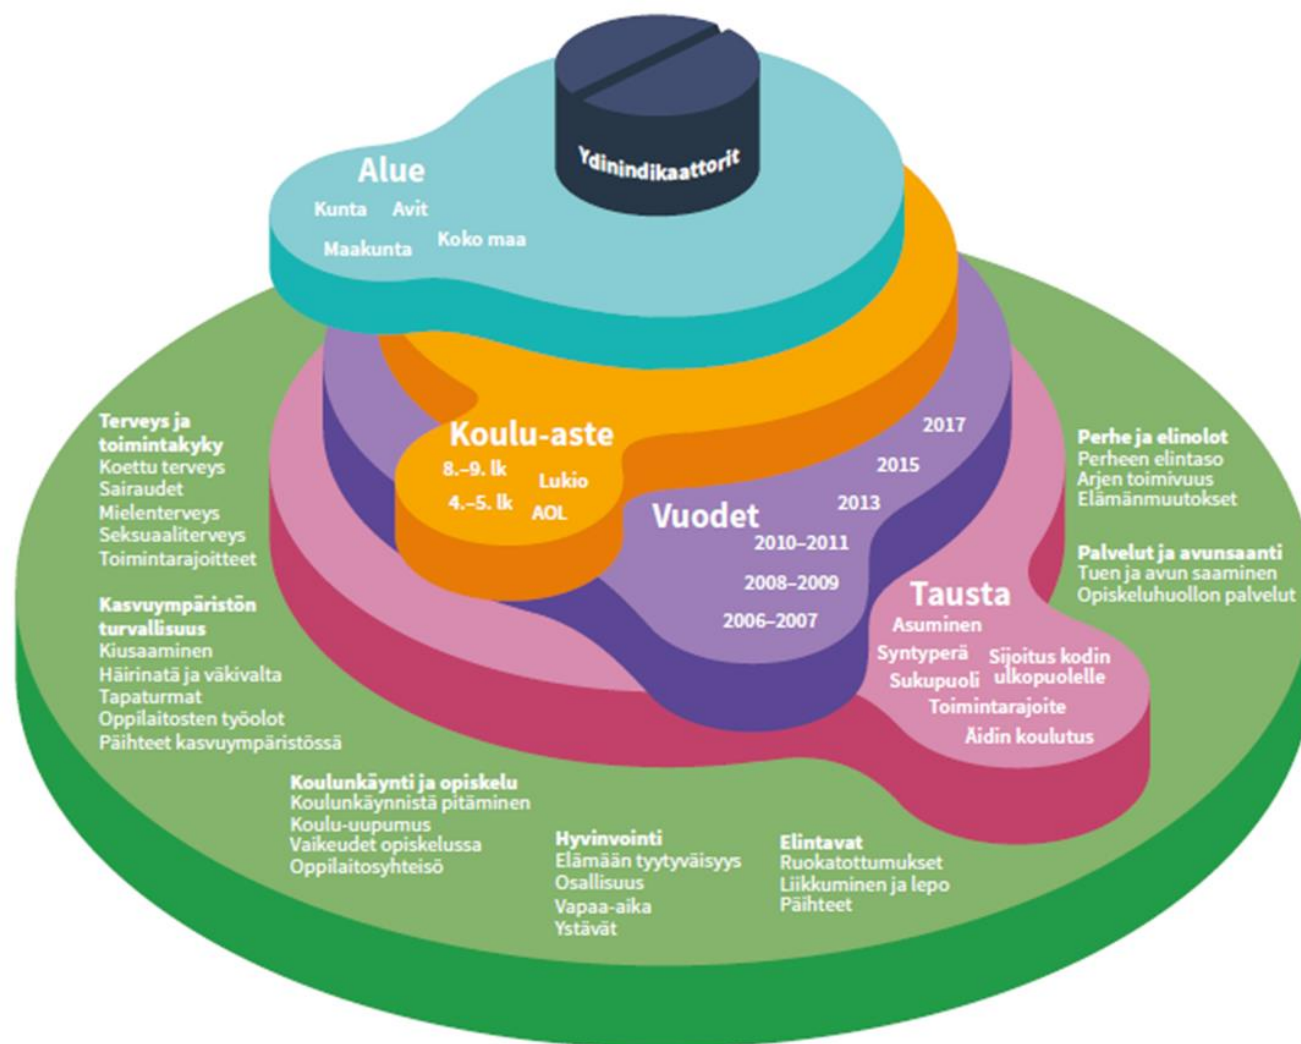 Ydinindikaattorit
Alue
Kunta Avit
Maakunta Koko maa
Koulu-aste
8.–9. lk Lukio
4.–5. lk AOL
Vuodet
2017
2015
2013
2010–2011
2008–2009
2006–2007
Tausta
Asuminen
Syntyperä
Sijoitus kodin
ulkopuolelle
Sukupuoli
Toimintarajoite
Äidin koulutus
Terveys ja
toimintakyky
Koettu terveys
Sairaudet
Mielenterveys
Seksuaaliterveys
Toimintarajoitteet
Kasvuympäristön
turvallisuus
Kiusaaminen
Häirinatä ja väkivalta
Tapaturmat
Oppilaitosten työolot
Päihteet kasvuympäristössä
Koulunkäynti ja opiskelu
Koulunkäynnistä pitäminen
Koulu-uupumus
Vaikeudet opiskelussa
Oppilaitosyhteisö
Hyvinvointi
Elämään tyytyväisyys
Osallisuus
Vapaa-aika
Ystävät
Elintavat
Ruokatottumukset
Liikkuminen ja lepo
Päihteet
Perhe ja elinolot
Perheen elintaso
Arjen toimivuus
Elämänmuutokset
Palvelut ja avunsaanti
Tuen ja avun saaminen
Opiskeluhuollon palvelut